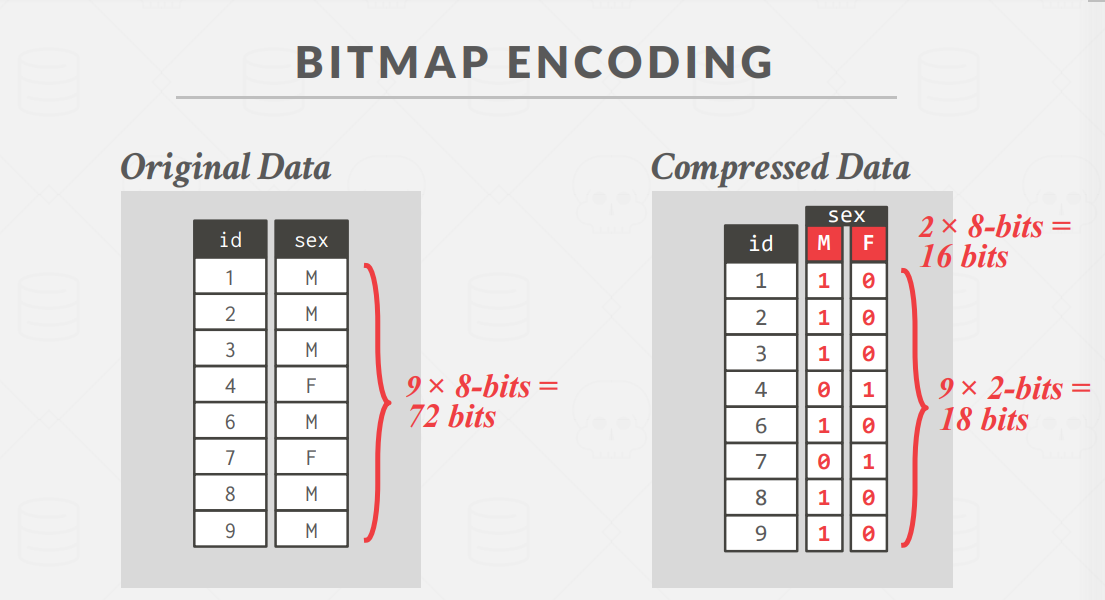 BITMAP ENCODING
Original Data
id sex
1 M
2 M
3 M
4 F
6 M
7 F
8 M
9 M
9 × 8-bits =
72 bits
Compressed Data
sex
id M F
1 1 0
2 1 0
3 1 0
4 0 1
6 1 0
7 0 1
8 1 0
9 1 0
2 × 8-bits =
16 bits
9 × 2-bits =
18 bits